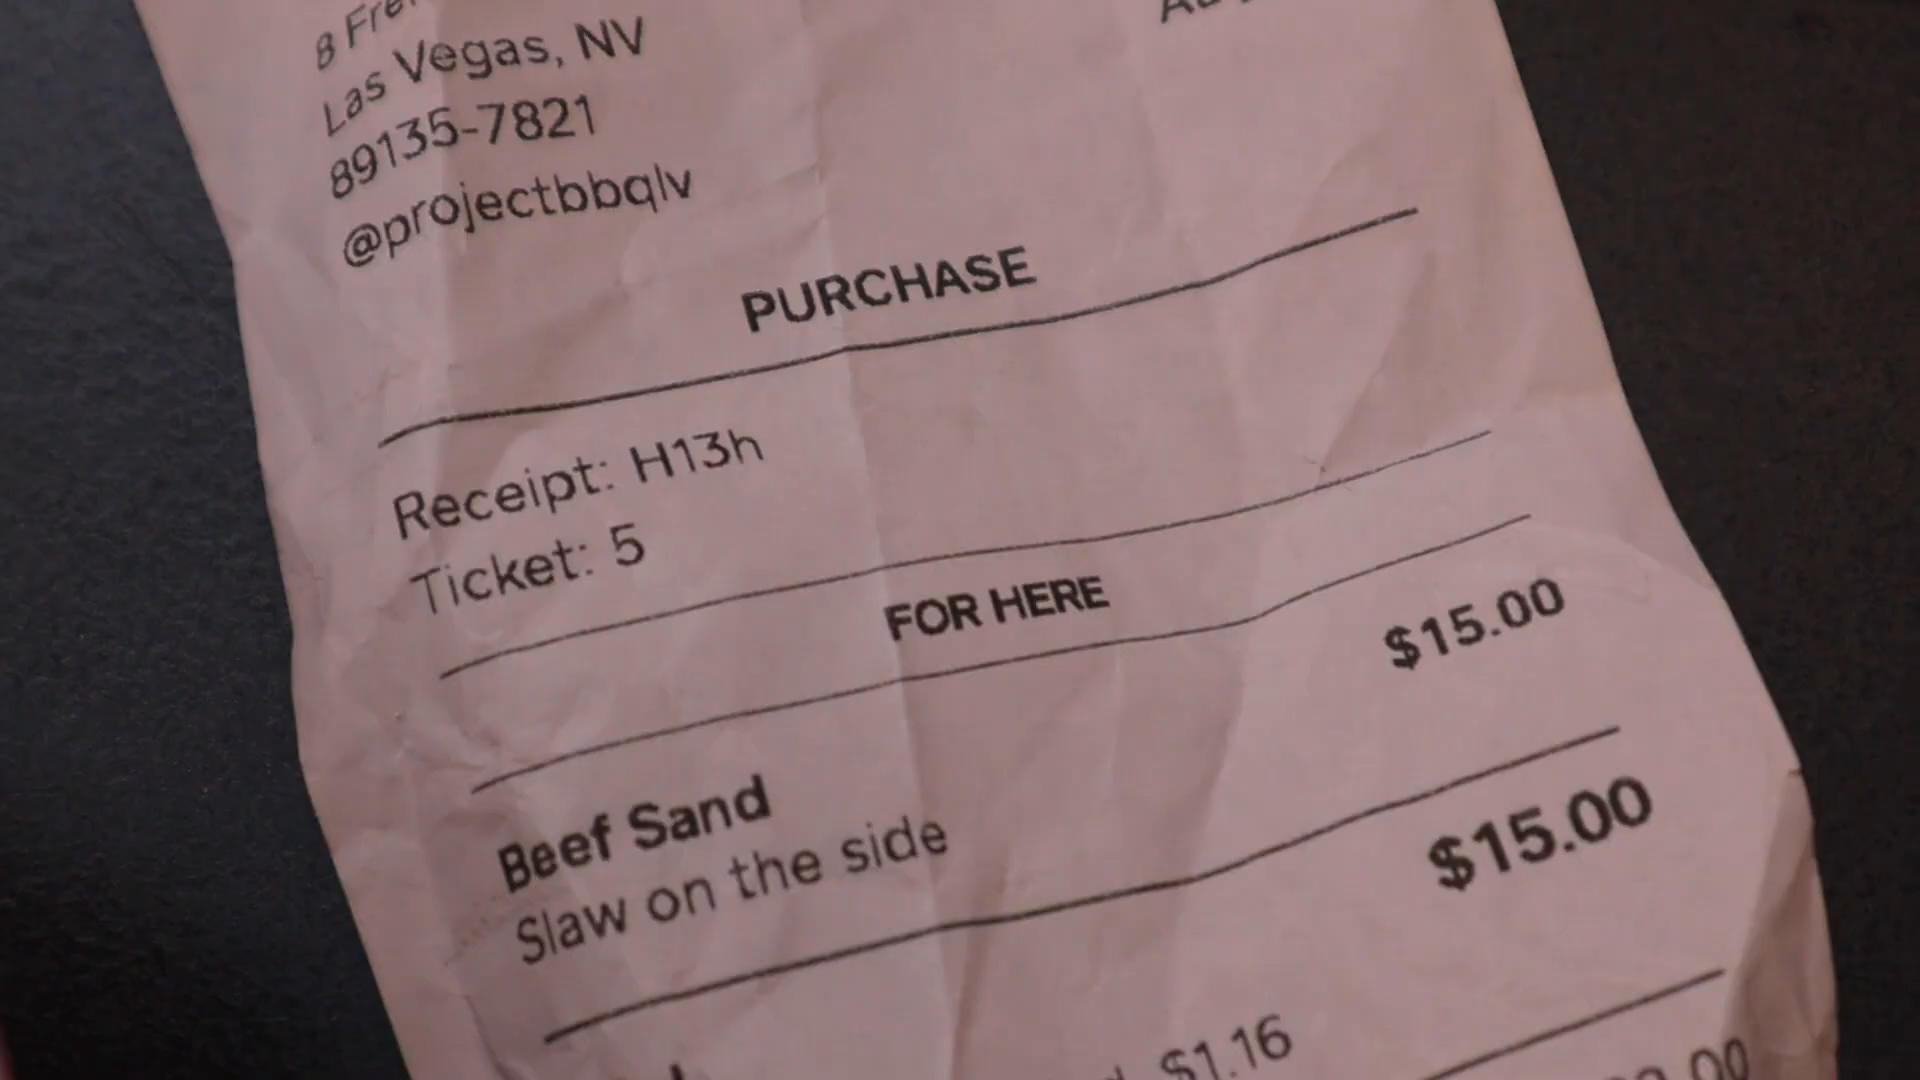 8
Las Vegas, NV
89135-7821
@projectbbqlv
PURCHASE
Receipt: H13h
Ticket: 5
FOR HERE
$15.00
Beef Sand
Slaw on the side
$15.00
$1.16